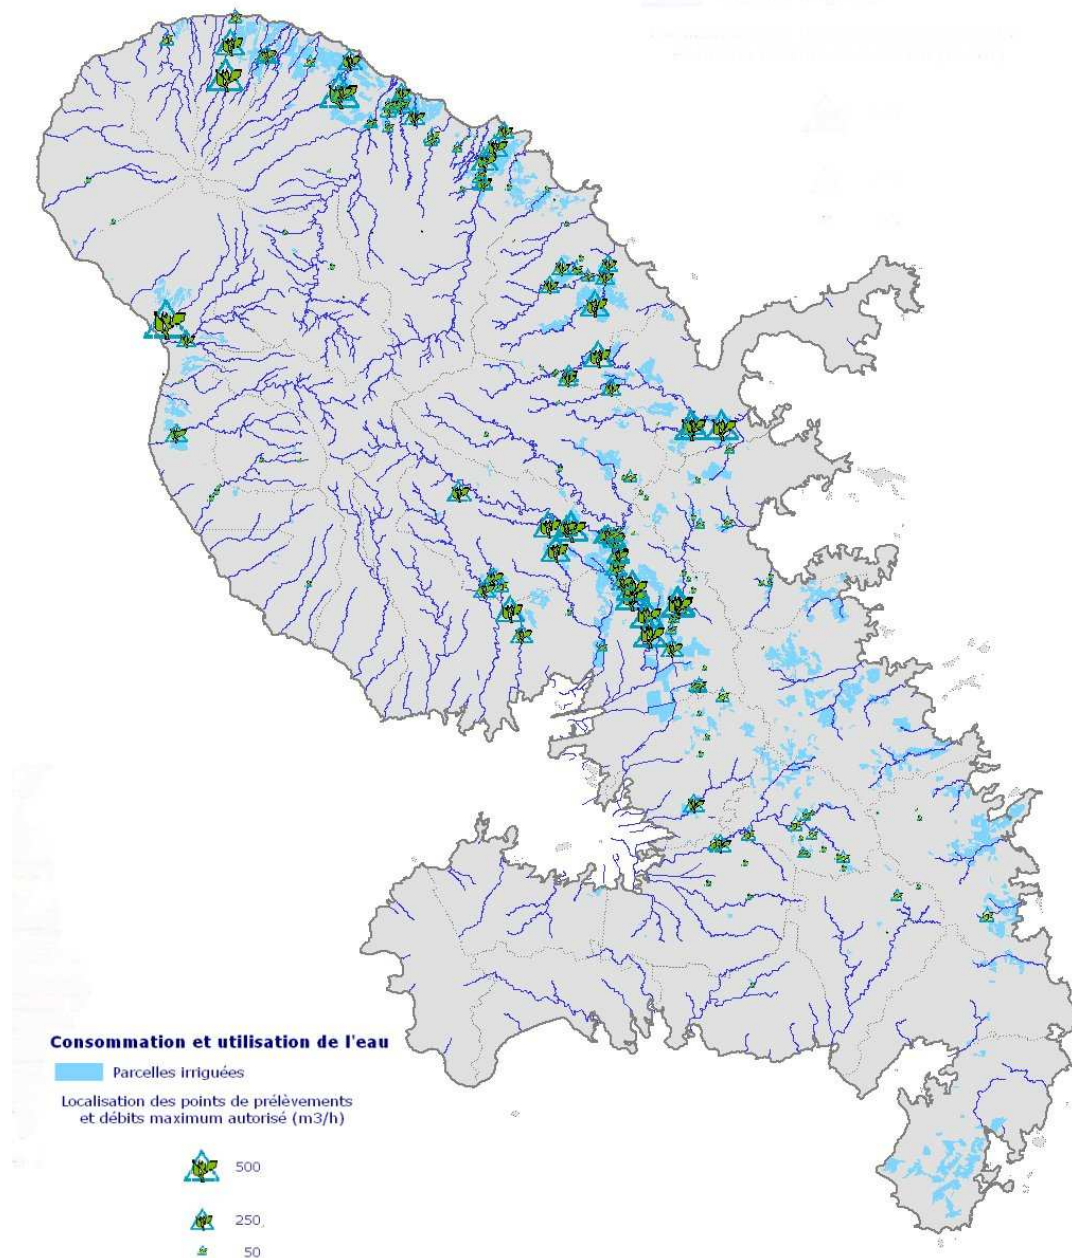 Consommation et utilisation de l'eau
Parcelles irriguées
Localisation des points de prélèvements
et débits maximum autorisé (m3/h)
500
250
50